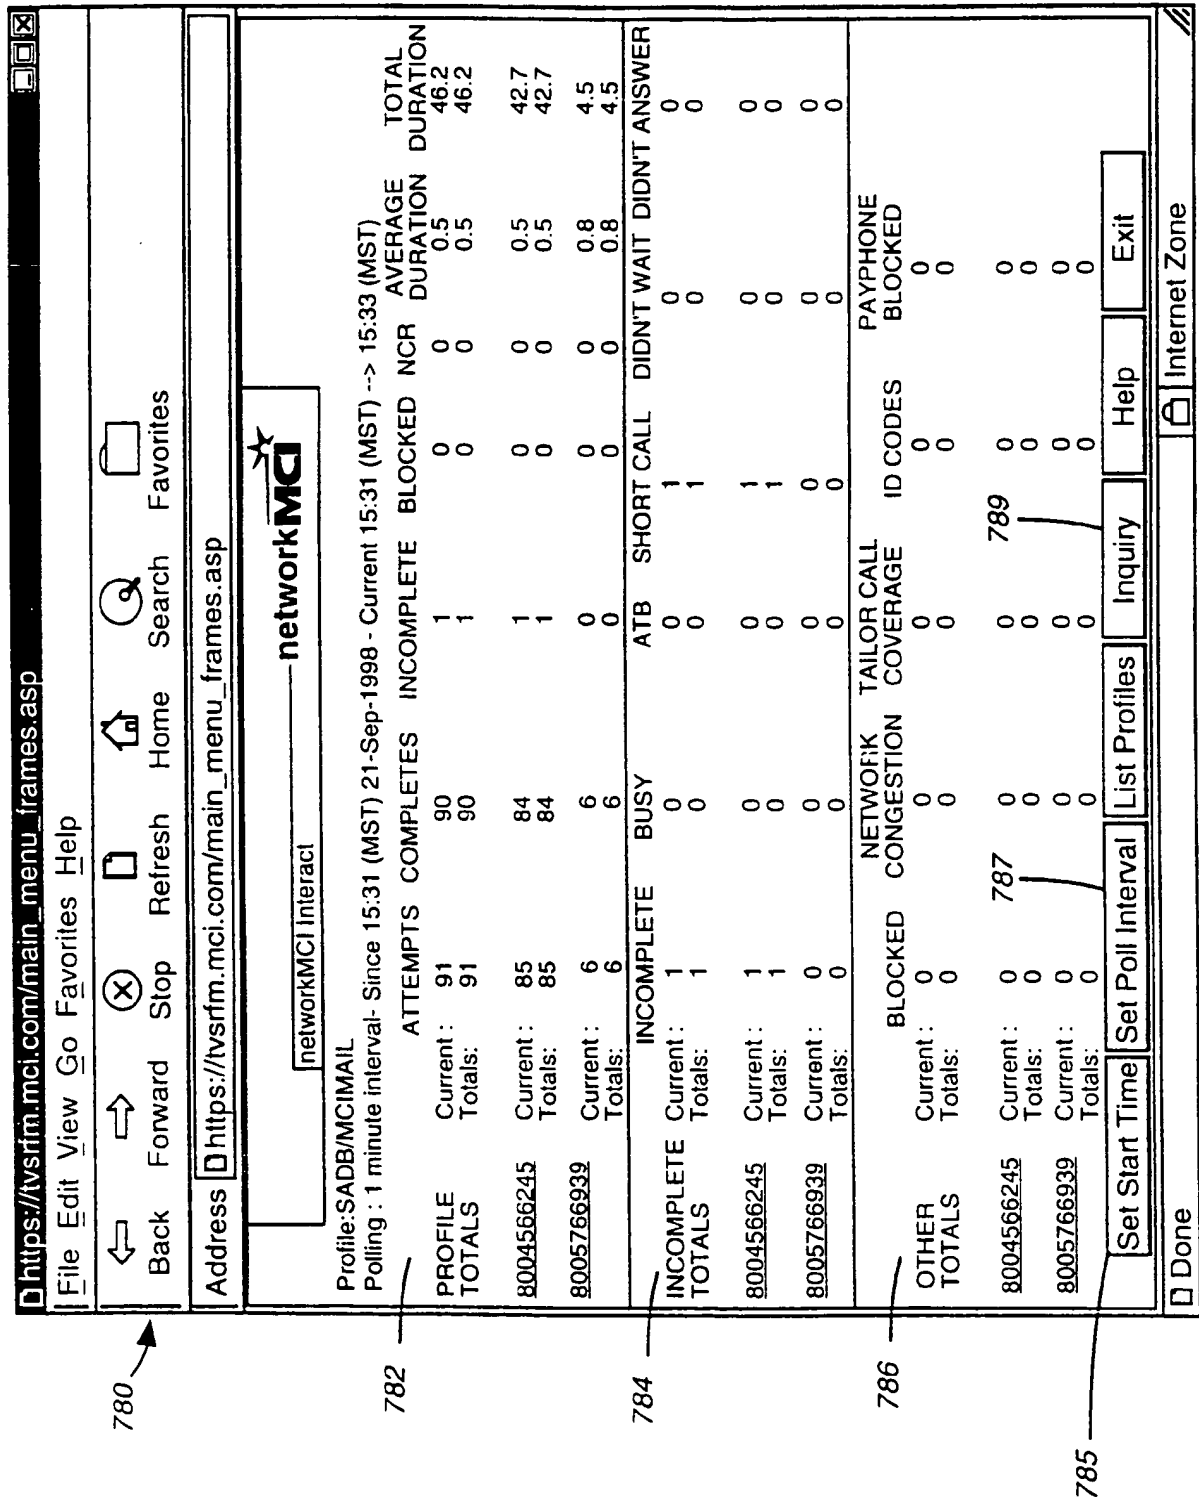 https://tvsrfm.mci.com/main_menu_frames.asp
File Edit View Go Favorites Help
Back Forward Stop Refresh Home Search Favorites
Address https://tvsrfm.mci.com/main_menu_frames.asp
780
networkMCI Interact
networkMCI
Profile:SADB/MCIMAIL
Polling : 1 minute interval- Since 15:31 (MST) 21-Sep-1998 - Current 15:31 (MST) --> 15:33 (MST)
782
ATTEMPTS COMPLETES INCOMPLETE BLOCKED NCR AVERAGE DURATION TOTAL DURATION
PROFILE Current : 91 90 1 0 0 0.5 46.2
TOTALS Totals: 91 90 1 0 0 0.5 46.2
8004566245 Current : 85 84 1 0 0 0.5 42.7
Totals: 85 84 1 0 0 0.5 42.7
8005766939 Current : 6 6 0 0 0 0.8 4.5
Totals: 6 6 0 0 0 0.8 4.5
784
INCOMPLETE BUSY ATB SHORT CALL DIDN'T WAIT DIDN'T ANSWER
INCOMPLETE Current : 1 0 0 1 0 0
TOTALS Totals: 1 0 0 1 0 0
8004566245 Current : 1 0 0 1 0 0
Totals: 1 0 0 1 0 0
8005766939 Current : 0 0 0 0 0 0
Totals: 0 0 0 0 0 0
786
BLOCKED NETWORK CONGESTION TAILOR CALL COVERAGE ID CODES PAYPHONE BLOCKED
OTHER Current : 0 0 0 0 0
TOTALS Totals: 0 0 0 0 0
8004566245 Current : 0 0 0 0 0
Totals: 0 0 0 0 0
8005766939 Current : 0 0 0 0 0
Totals: 0 0 0 0 0
787
789
785
Set Start Time Set Poll Interval List Profiles Inquiry Help Exit
Done Internet Zone